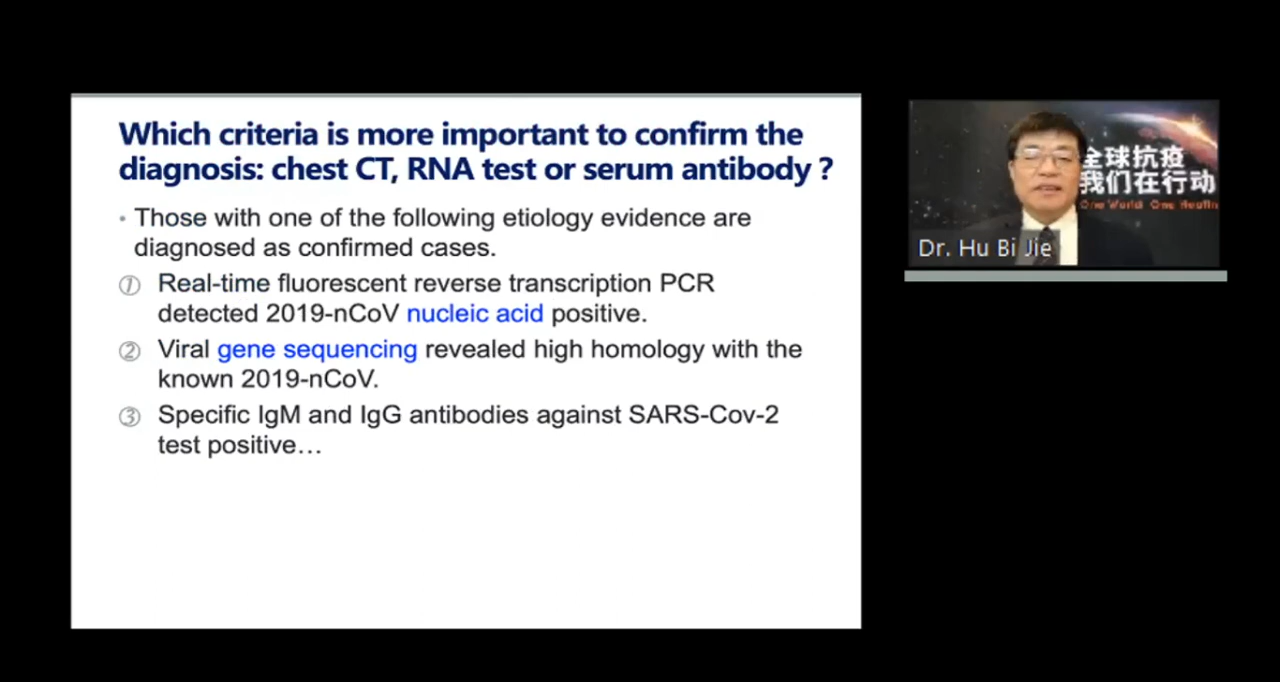 Which criteria is more important to confirm the
diagnosis: chest CT, RNA test or serum antibody ?
• Those with one of the following etiology evidence are
diagnosed as confirmed cases.
① Real-time fluorescent reverse transcription PCR
detected 2019-nCoV nucleic acid positive.
② Viral gene sequencing revealed high homology with the
known 2019-nCoV.
③ Specific IgM and IgG antibodies against SARS-Cov-2
test positive…
全球抗疫
我们在行动
One World One Health
Dr. Hu Bi Jie